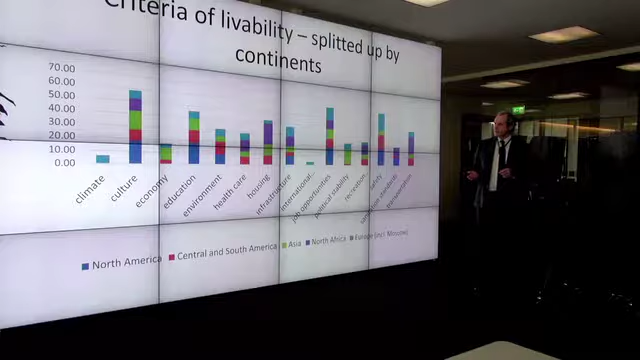 Criteria of livability – splitted up by
continents
70.00
60.00
50.00
40.00
30.00
20.00
10.00
0.00
climate
culture
economy
education
environment
health care
housing
infrastructure
international...
job opportunities
political stability
recreation
safety
transportation
North America
Central and South America
Asia
North Africa
Europe (incl. Moscow)